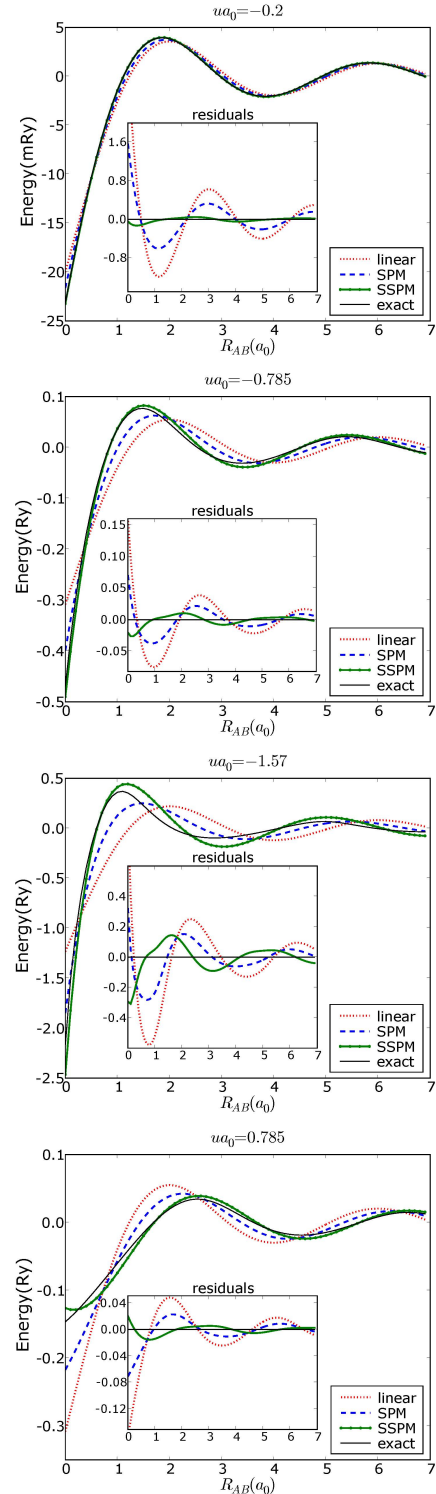 ua₀=−0.2
Energy(mRy)
5
0
−5
−10
−15
−20
−25
residuals
1.6
0.8
0.0
-0.8
0 1 2 3 4 5 6 7
linear
SPM
SSPM
exact
0 1 2 3 4 5 6 7
R_AB(a₀)
ua₀=−0.785
Energy(Ry)
0.1
0.0
-0.1
-0.2
-0.3
-0.4
-0.5
residuals
0.15
0.10
0.05
0.00
-0.05
0 1 2 3 4 5 6 7
linear
SPM
SSPM
exact
0 1 2 3 4 5 6 7
R_AB(a₀)
ua₀=−1.57
Energy(Ry)
0.5
0.0
-0.5
-1.0
-1.5
-2.0
-2.5
residuals
0.4
0.2
0.0
-0.2
-0.4
0 1 2 3 4 5 6 7
linear
SPM
SSPM
exact
0 1 2 3 4 5 6 7
R_AB(a₀)
ua₀=0.785
Energy(Ry)
0.1
0.0
-0.1
-0.2
-0.3
residuals
0.04
0.00
-0.04
-0.08
-0.12
0 1 2 3 4 5 6 7
linear
SPM
SSPM
exact
0 1 2 3 4 5 6 7
R_AB(a₀)